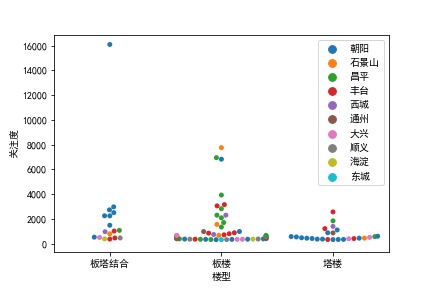 关注度
16000
14000
12000
10000
8000
6000
4000
2000
0
朝阳
石景山
昌平
丰台
西城
通州
大兴
顺义
海淀
东城
板塔结合
板楼
塔楼
楼型